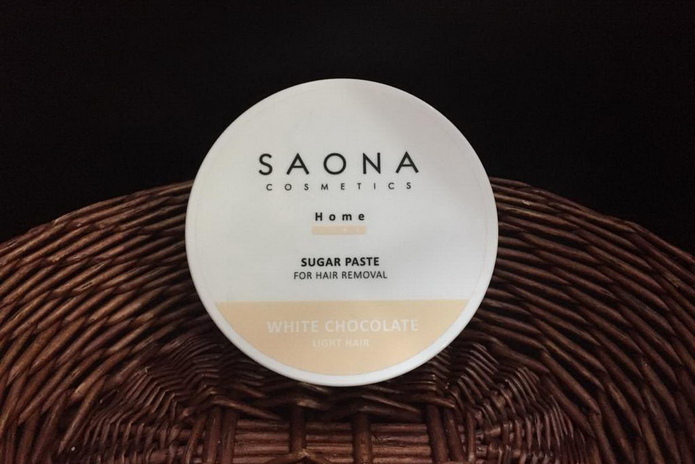 SAONA
COSMETICS
Home
SUGAR PASTE
FOR HAIR REMOVAL
WHITE CHOCOLATE
LIGHT HAIR